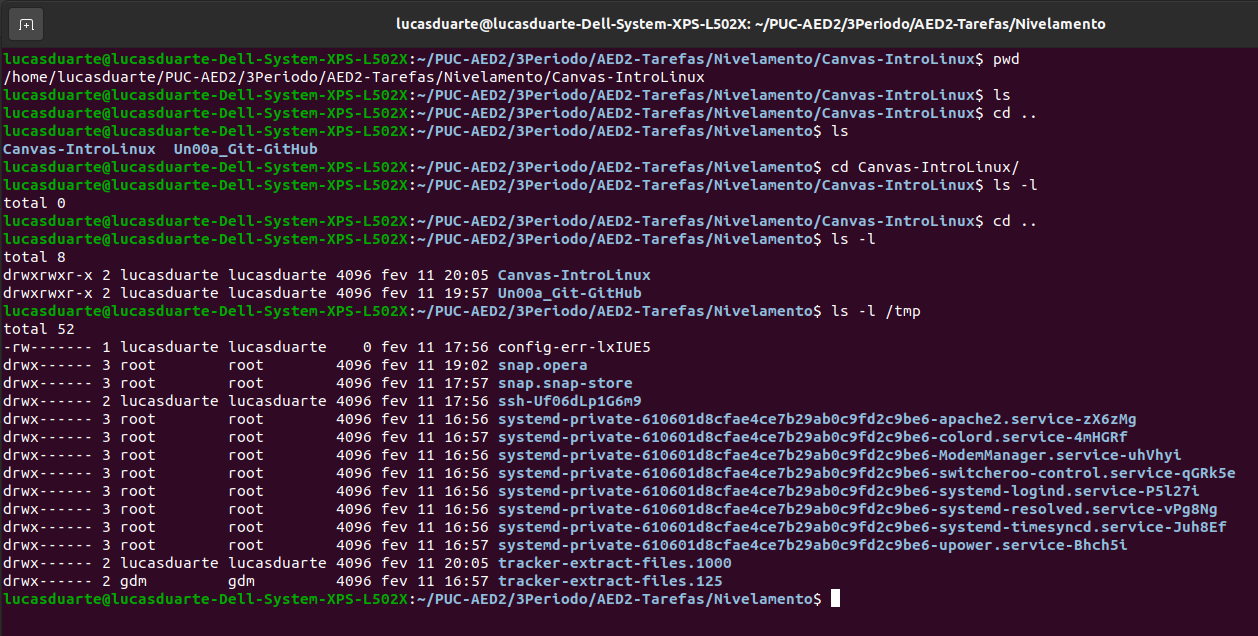 lucasduarte@lucasduarte-Dell-System-XPS-L502X: ~/PUC-AED2/3Periodo/AED2-Tarefas/Nivelamento
lucasduarte@lucasduarte-Dell-System-XPS-L502X:~/PUC-AED2/3Periodo/AED2-Tarefas/Nivelamento/Canvas-IntroLinux$ pwd
/home/lucasduarte/PUC-AED2/3Periodo/AED2-Tarefas/Nivelamento/Canvas-IntroLinux
lucasduarte@lucasduarte-Dell-System-XPS-L502X:~/PUC-AED2/3Periodo/AED2-Tarefas/Nivelamento/Canvas-IntroLinux$ ls
lucasduarte@lucasduarte-Dell-System-XPS-L502X:~/PUC-AED2/3Periodo/AED2-Tarefas/Nivelamento/Canvas-IntroLinux$ cd ..
lucasduarte@lucasduarte-Dell-System-XPS-L502X:~/PUC-AED2/3Periodo/AED2-Tarefas/Nivelamento$ ls
Canvas-IntroLinux  Un00a_Git-GitHub
lucasduarte@lucasduarte-Dell-System-XPS-L502X:~/PUC-AED2/3Periodo/AED2-Tarefas/Nivelamento$ cd Canvas-IntroLinux/
lucasduarte@lucasduarte-Dell-System-XPS-L502X:~/PUC-AED2/3Periodo/AED2-Tarefas/Nivelamento/Canvas-IntroLinux$ ls -l
total 0
lucasduarte@lucasduarte-Dell-System-XPS-L502X:~/PUC-AED2/3Periodo/AED2-Tarefas/Nivelamento/Canvas-IntroLinux$ cd ..
lucasduarte@lucasduarte-Dell-System-XPS-L502X:~/PUC-AED2/3Periodo/AED2-Tarefas/Nivelamento$ ls -l
total 8
drwxrwxr-x 2 lucasduarte lucasduarte 4096 fev 11 20:05 Canvas-IntroLinux
drwxrwxr-x 2 lucasduarte lucasduarte 4096 fev 11 19:57 Un00a_Git-GitHub
lucasduarte@lucasduarte-Dell-System-XPS-L502X:~/PUC-AED2/3Periodo/AED2-Tarefas/Nivelamento$ ls -l /tmp
total 52
-rw------- 1 lucasduarte lucasduarte    0 fev 11 17:56 config-err-lxIUE5
drwx------ 3 root        root        4096 fev 11 19:02 snap.opera
drwx------ 3 root        root        4096 fev 11 17:57 snap.snap-store
drwx------ 2 lucasduarte lucasduarte 4096 fev 11 17:56 ssh-Uf06dLp1G6m9
drwx------ 3 root        root        4096 fev 11 16:56 systemd-private-610601d8cfae4ce7b29ab0c9fd2c9be6-apache2.service-zX6zMg
drwx------ 3 root        root        4096 fev 11 16:57 systemd-private-610601d8cfae4ce7b29ab0c9fd2c9be6-colord.service-4mHGRf
drwx------ 3 root        root        4096 fev 11 16:56 systemd-private-610601d8cfae4ce7b29ab0c9fd2c9be6-ModemManager.service-uhVhyi
drwx------ 3 root        root        4096 fev 11 16:56 systemd-private-610601d8cfae4ce7b29ab0c9fd2c9be6-switcheroo-control.service-qGRk5e
drwx------ 3 root        root        4096 fev 11 16:56 systemd-private-610601d8cfae4ce7b29ab0c9fd2c9be6-systemd-logind.service-P5l27i
drwx------ 3 root        root        4096 fev 11 16:56 systemd-private-610601d8cfae4ce7b29ab0c9fd2c9be6-systemd-resolved.service-vPg8Ng
drwx------ 3 root        root        4096 fev 11 16:56 systemd-private-610601d8cfae4ce7b29ab0c9fd2c9be6-systemd-timesyncd.service-Juh8Ef
drwx------ 3 root        root        4096 fev 11 16:57 systemd-private-610601d8cfae4ce7b29ab0c9fd2c9be6-upower.service-Bhch5i
drwx------ 2 lucasduarte lucasduarte 4096 fev 11 20:05 tracker-extract-files.1000
drwx------ 2 gdm         gdm         4096 fev 11 16:57 tracker-extract-files.125
lucasduarte@lucasduarte-Dell-System-XPS-L502X:~/PUC-AED2/3Periodo/AED2-Tarefas/Nivelamento$